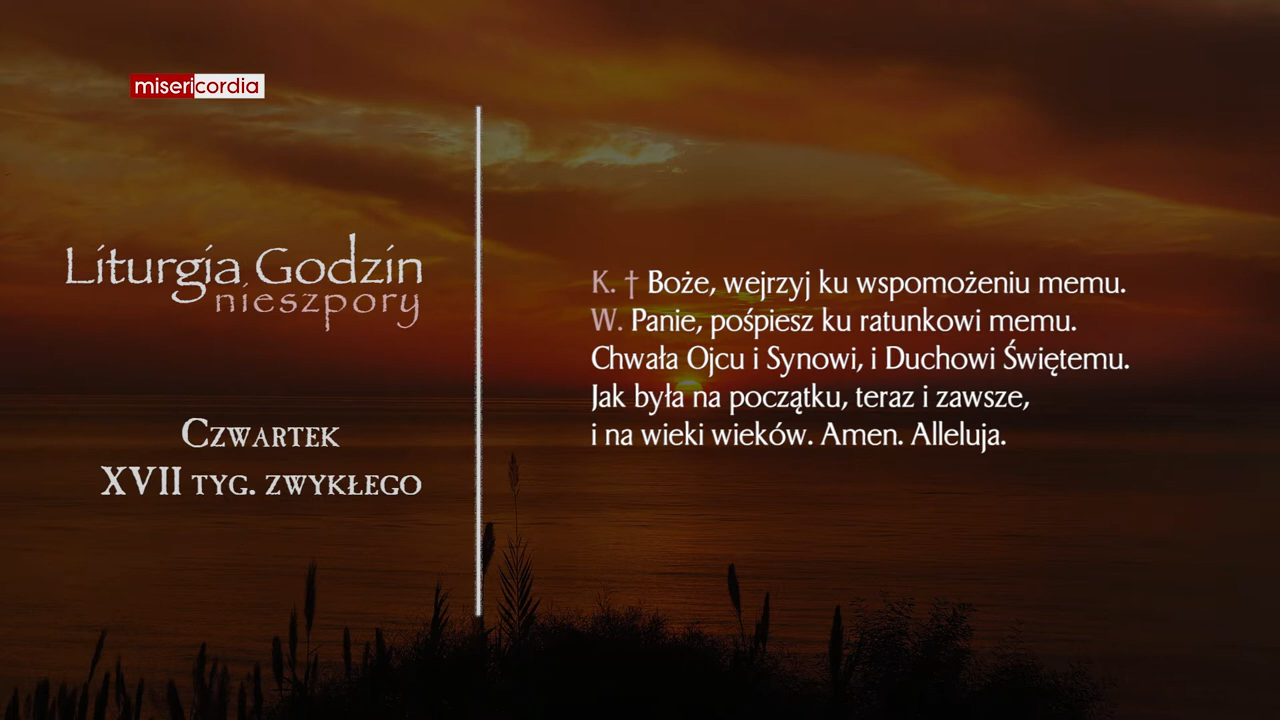 misericordia
Liturgia Godzin
nieszpory
Czwartek
XVII tyg. zwykłego
K. † Boże, wejrzyj ku wspomożeniu memu.
W. Panie, pośpiesz ku ratunkowi memu.
Chwała Ojcu i Synowi, i Duchowi Świętemu.
Jak była na początku, teraz i zawsze,
i na wieki wieków. Amen. Alleluja.